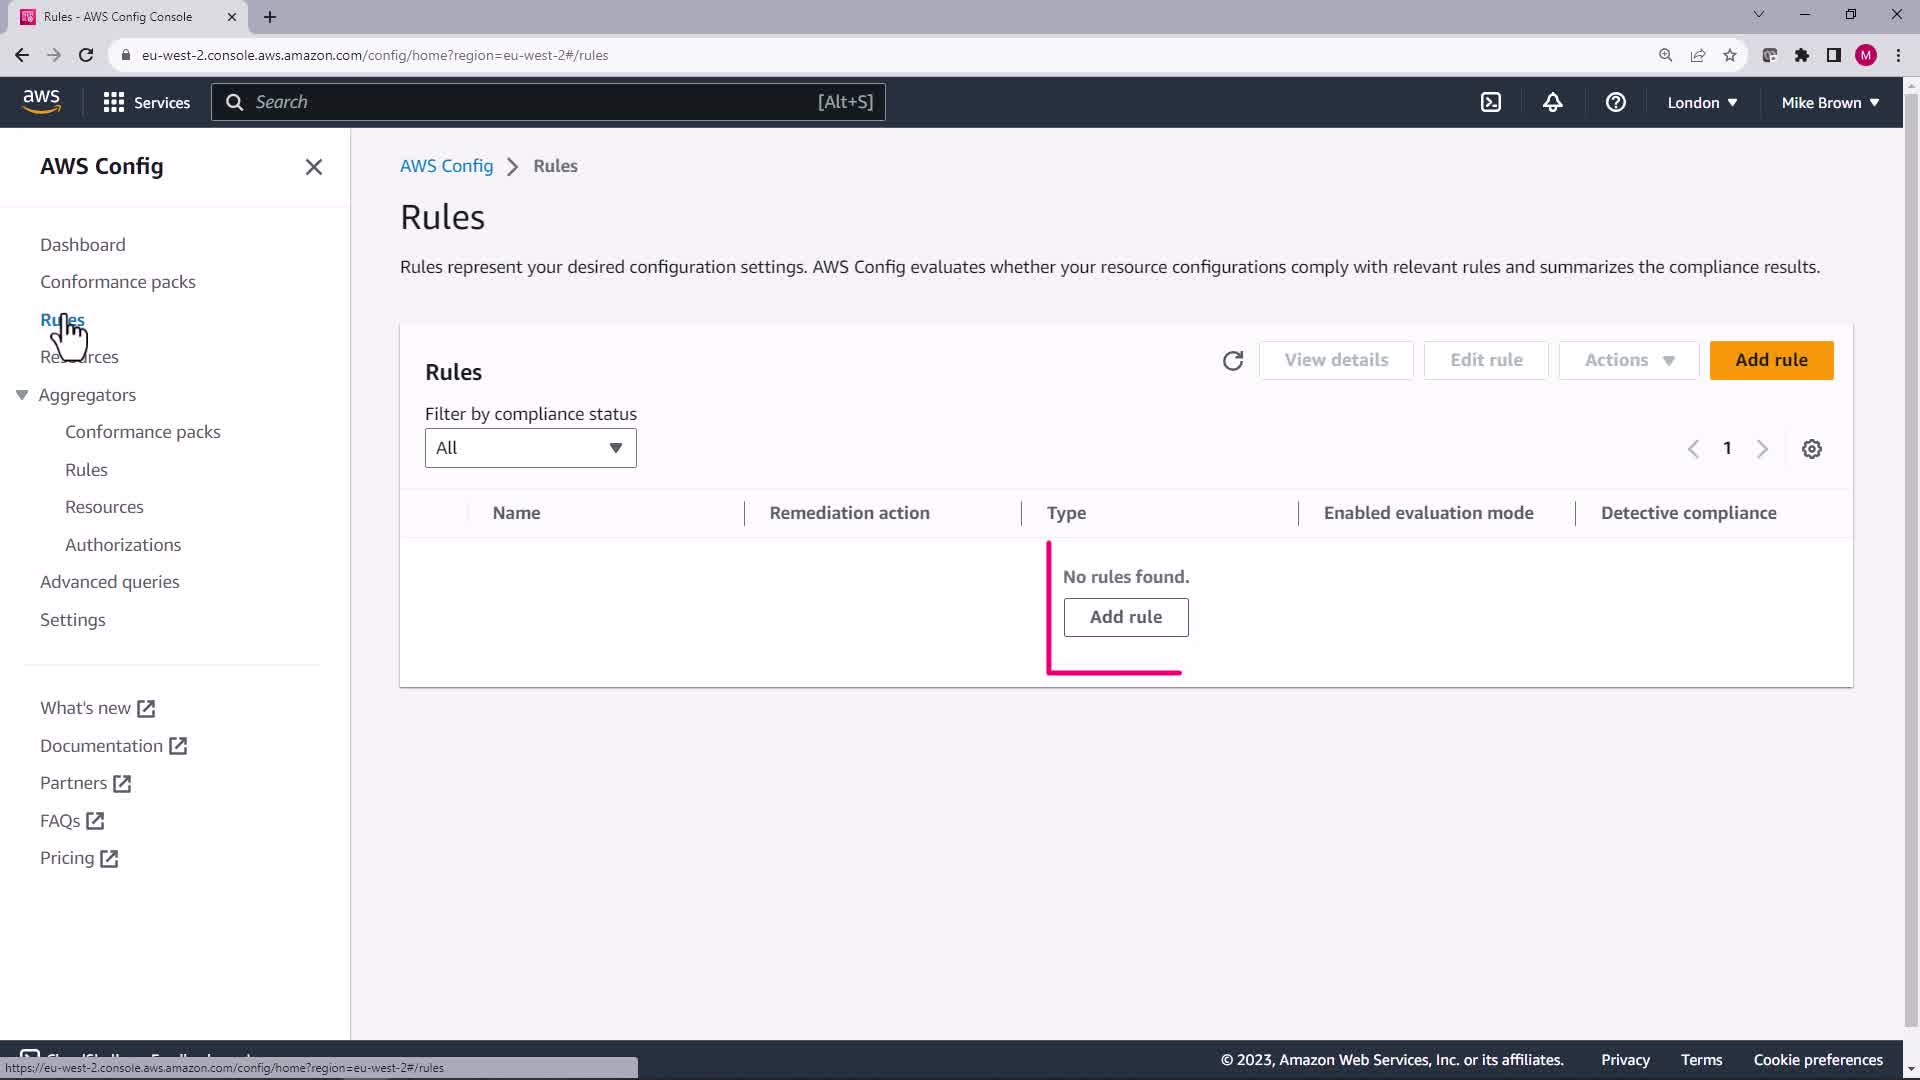 Rules - AWS Config Console
eu-west-2.console.aws.amazon.com/config/home?region=eu-west-2#/rules
M
aws
Services
Search
[Alt+S]
London
Mike Brown
AWS Config
Dashboard
Conformance packs
Rules
Resources
Aggregators
Conformance packs
Rules
Resources
Authorizations
Advanced queries
Settings
What's new
Documentation
Partners
FAQs
Pricing
AWS Config
Rules
Rules
Rules represent your desired configuration settings. AWS Config evaluates whether your resource configurations comply with relevant rules and summarizes the compliance results.
Rules
View details
Edit rule
Actions
Add rule
Filter by compliance status
All
1
Name
Remediation action
Type
Enabled evaluation mode
Detective compliance
No rules found.
Add rule
© 2023, Amazon Web Services, Inc. or its affiliates.
Privacy
Terms
Cookie preferences
https://eu-west-2.console.aws.amazon.com/config/home?region=eu-west-2#/rules